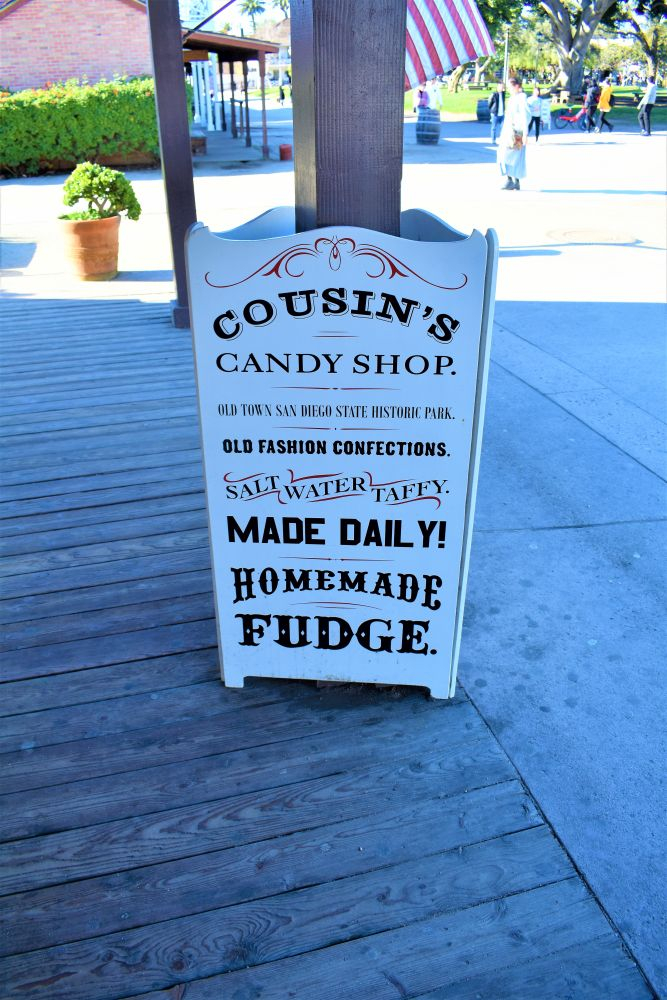 COUSIN'S
CANDY SHOP.
OLD TOWN SAN DIEGO STATE HISTORIC PARK.
OLD FASHION CONFECTIONS.
SALT WATER TAFFY.
MADE DAILY!
HOMEMADE
FUDGE.